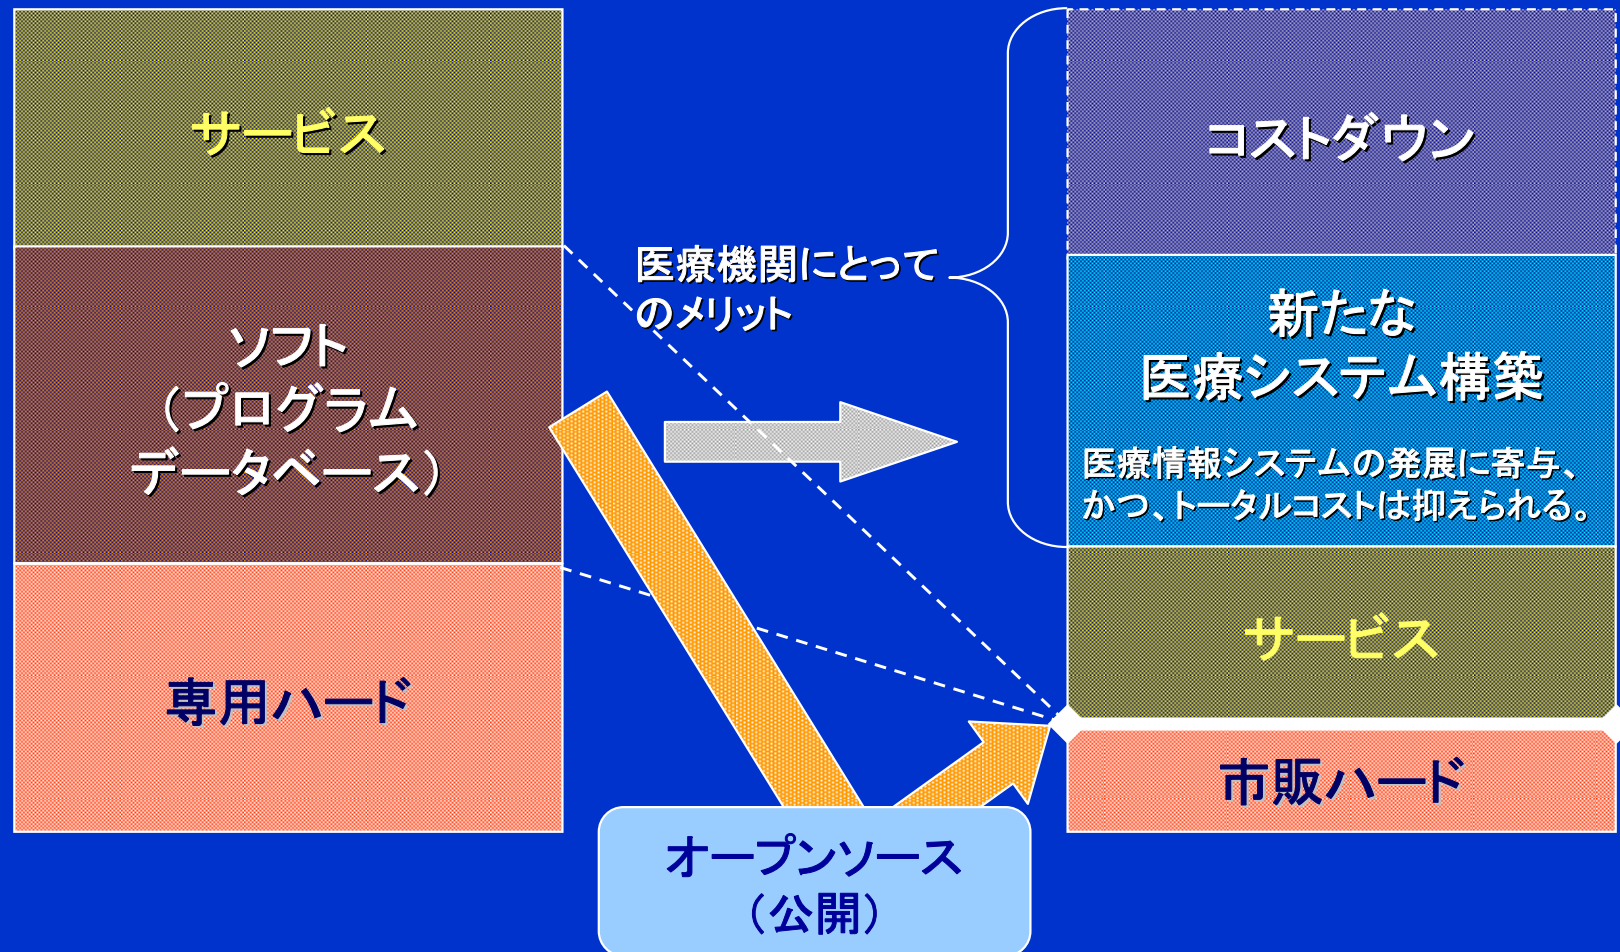 サービス
ソフト
（プログラム
データベース）
専用ハード
医療機関にとって
のメリット
オープンソース
（公開）
コストダウン
新たな
医療システム構築
医療情報システムの発展に寄与、
かつ、トータルコストは抑えられる。
サービス
市販ハード